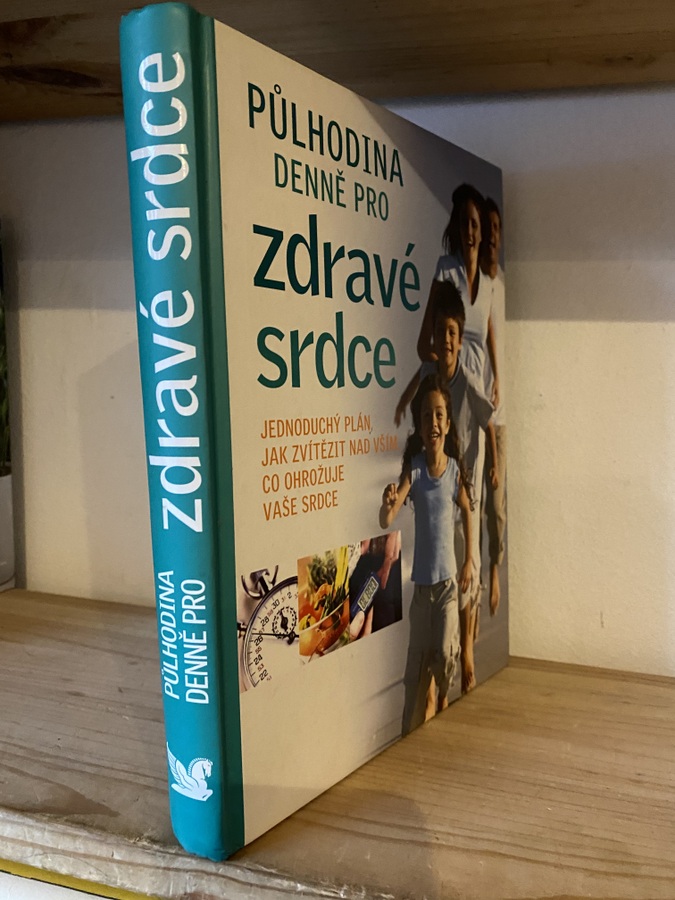 PŮLHODINA
DENNĚ PRO
zdravé srdce
PŮLHODINA
DENNĚ PRO
zdravé
srdce
JEDNODUCHÝ PLÁN,
JAK ZVÍTĚZIT NAD VŠÍM,
CO OHROŽUJE
VAŠE SRDCE